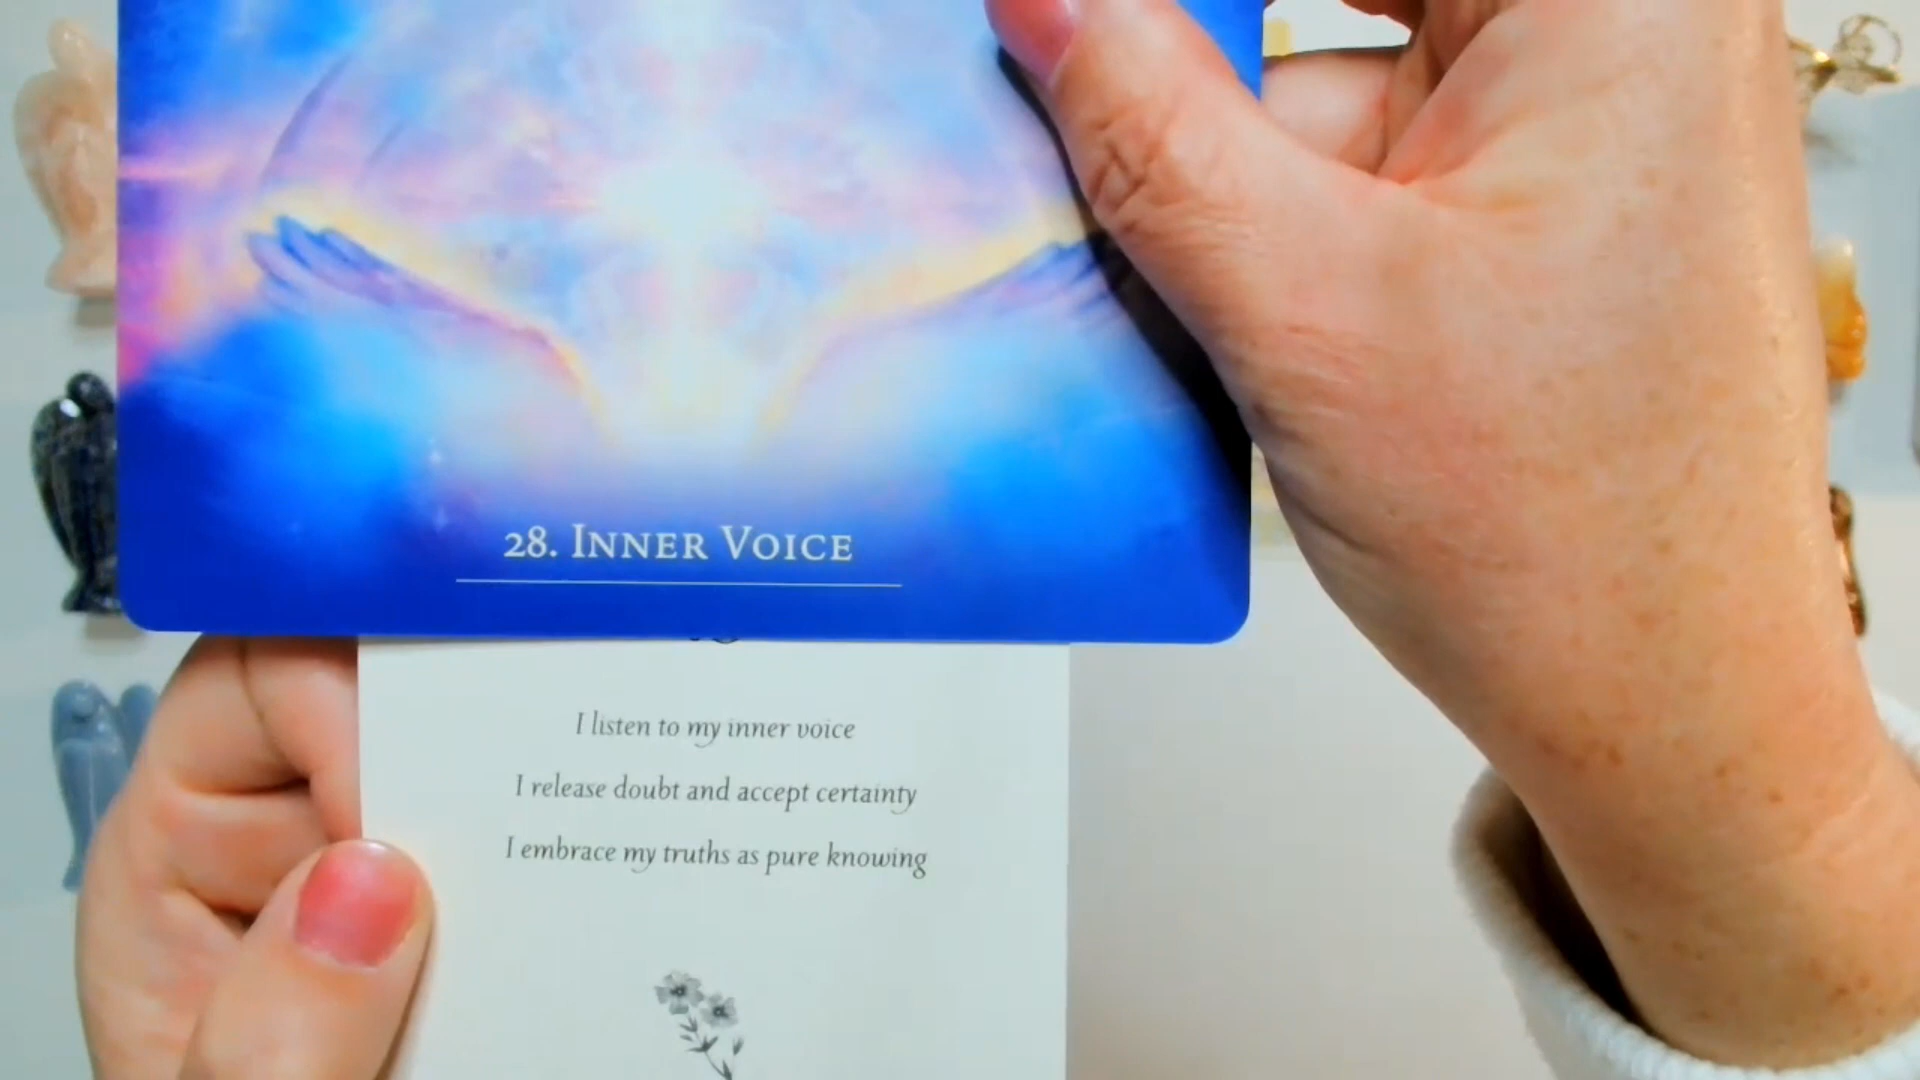 28. Inner Voice
I listen to my inner voice
I release doubt and accept certainty
I embrace my truths as pure knowing